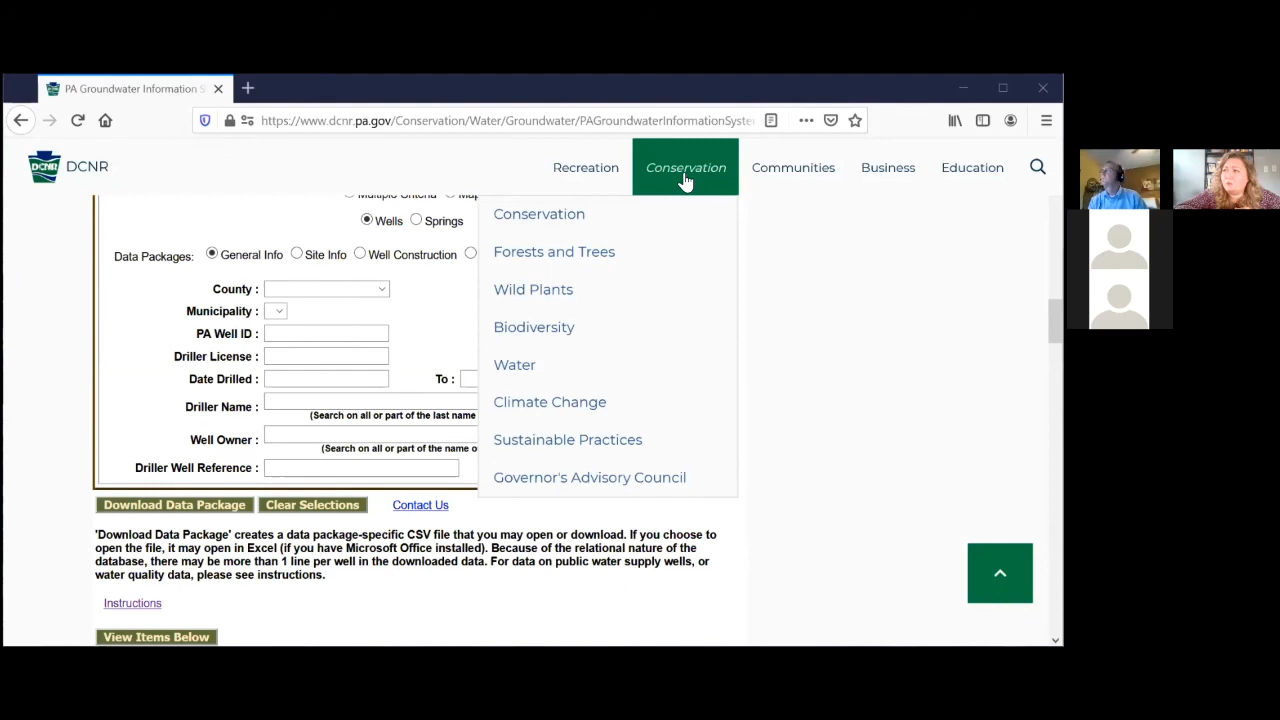 PA Groundwater Information S
https://www.dcnr.pa.gov/Conservation/Water/Groundwater/PAGroundwaterInformationSyste
DCNR DCNR
Recreation Conservation Communities Business Education
Multiple Criteria
Wells Springs
Data Packages: General Info Site Info Well Construction
County :
Municipality :
PA Well ID :
Driller License :
Date Drilled : To :
Driller Name :
(Search on all or part of the last name
Well Owner :
(Search on all or part of the name o
Driller Well Reference :
Conservation
Forests and Trees
Wild Plants
Biodiversity
Water
Climate Change
Sustainable Practices
Governor's Advisory Council
Download Data Package Clear Selections Contact Us
'Download Data Package' creates a data package-specific CSV file that you may open or download. If you choose to
open the file, it may open in Excel (if you have Microsoft Office installed). Because of the relational nature of the
database, there may be more than 1 line per well in the downloaded data. For data on public water supply wells, or
water quality data, please see instructions.
Instructions
View Items Below